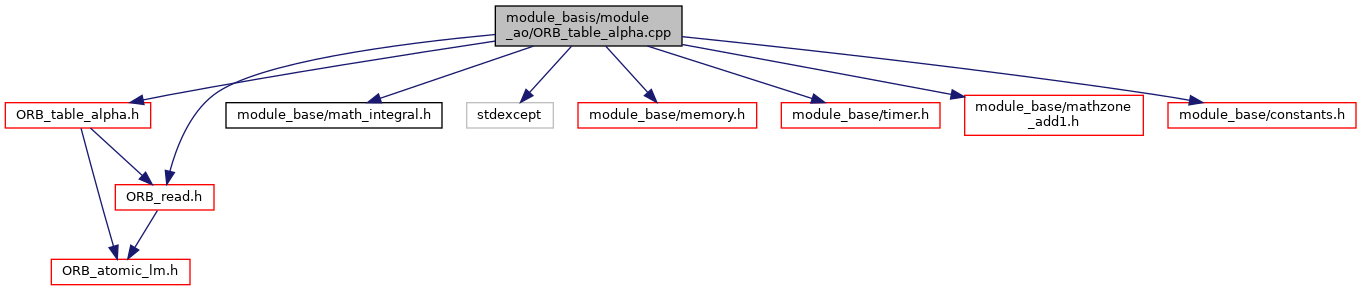 module_basis/module
_ao/ORB_table_alpha.cpp
ORB_table_alpha.h
module_base/math_integral.h
stdexcept
module_base/memory.h
module_base/timer.h
module_base/mathzone
_add1.h
module_base/constants.h
ORB_read.h
ORB_atomic_lm.h